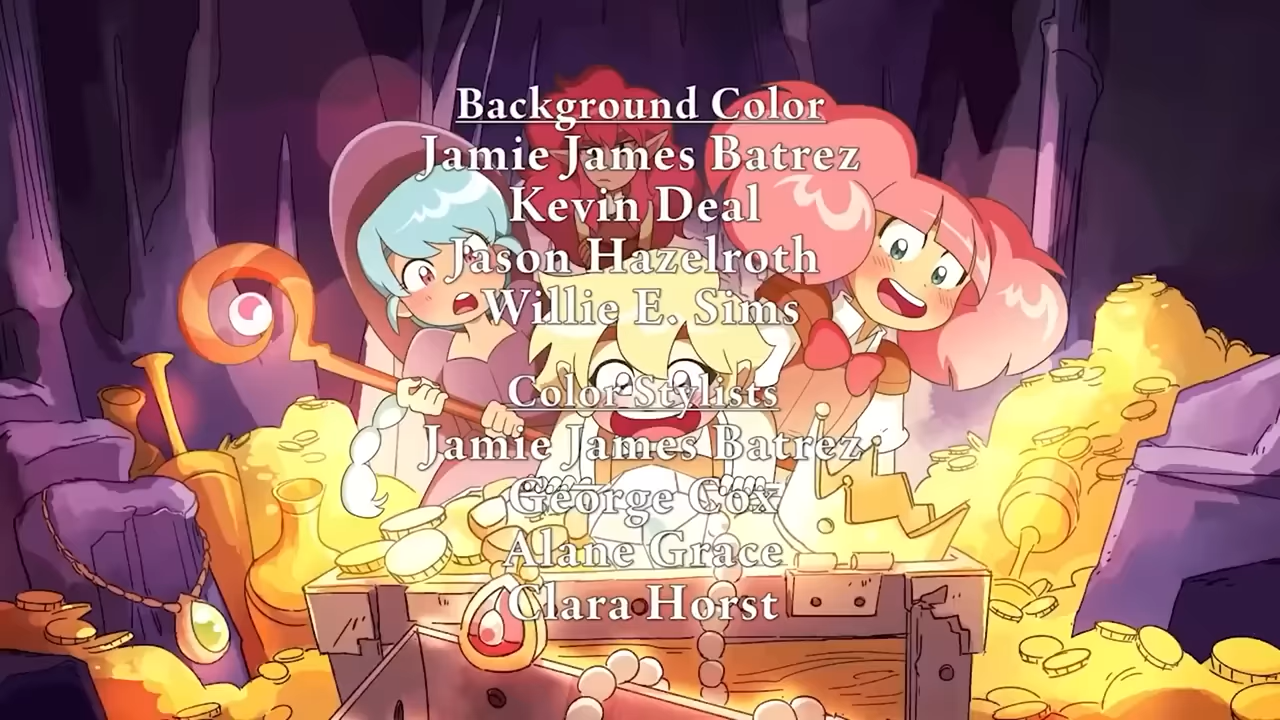 Background Color
Jamie James Batrez
Kevin Deal
Jason Hazelroth
Willie E. Sims
Color Stylists
Jamie James Batrez
George Cox
Alane Grace
Clara Horst